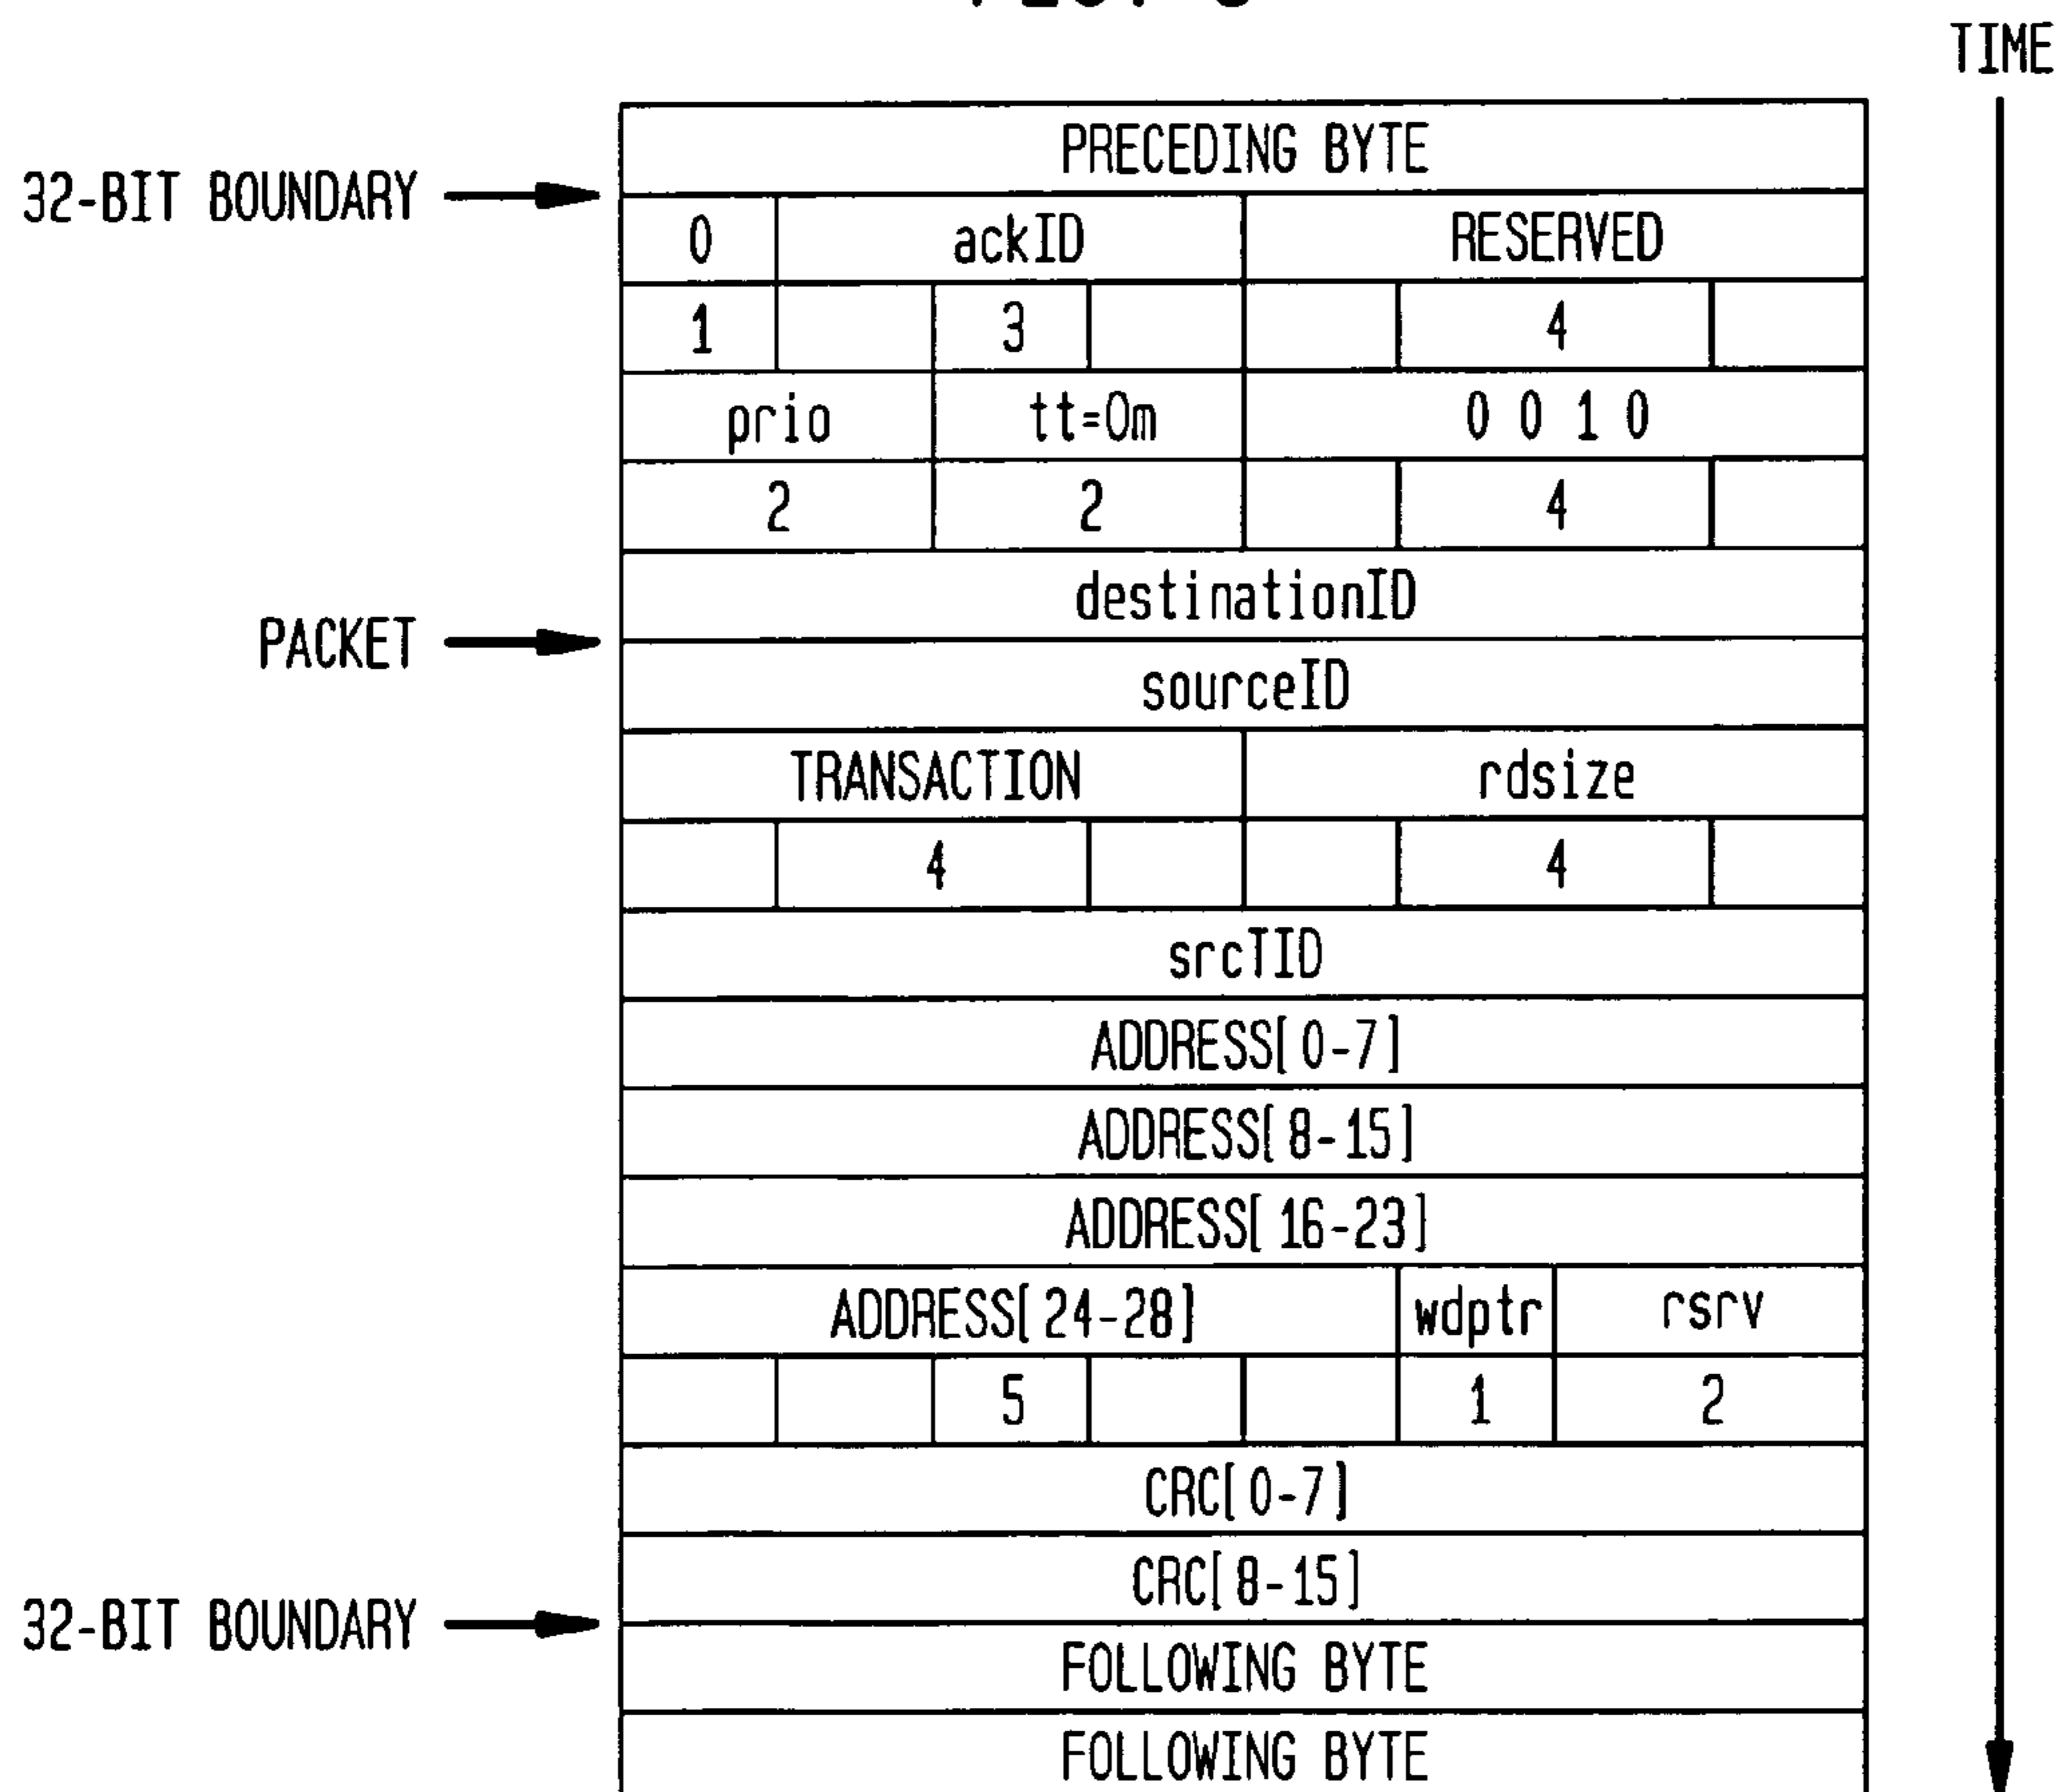 TIME
PRECEDING BYTE
32-BIT BOUNDARY
0 ackID RESERVED
1 3 4
prio tt=0m 0 0 1 0
2 2 4
destinationID
PACKET
sourceID
TRANSACTION rdsize
4 4
srcTID
ADDRESS[0-7]
ADDRESS[8-15]
ADDRESS[16-23]
ADDRESS[24-28] wdptr rsrv
5 1 2
CRC[0-7]
CRC[8-15]
32-BIT BOUNDARY
FOLLOWING BYTE
FOLLOWING BYTE